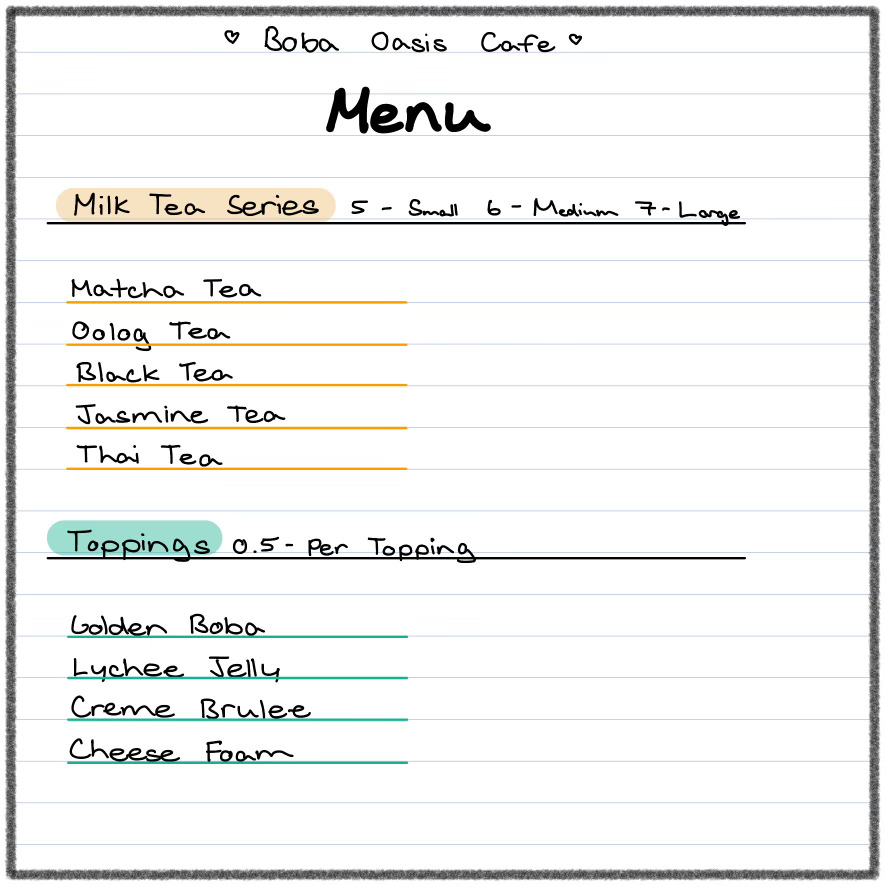 ♡ Boba Oasis Cafe ♡
Menu
Milk Tea Series 5 - Small 6 - Medium 7 - Large
Matcha Tea
Oolog Tea
Black Tea
Jasmine Tea
Thai Tea
Toppings 0.5 - Per Topping
Golden Boba
Lychee Jelly
Creme Brulee
Cheese Foam